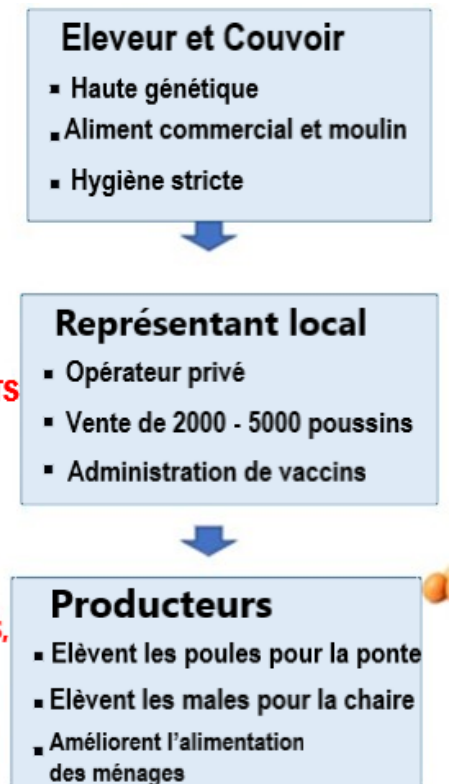 Eleveur et Couvoir
▪ Haute génétique
▪ Aliment commercial et moulin
▪ Hygiène stricte
Représentant local
▪ Opérateur privé
TS
▪ Vente de 2000 - 5000 poussins
▪ Administration de vaccins
Producteurs
▪ Elèvent les poules pour la ponte
▪ Elèvent les males pour la chaire
▪ Améliorent l’alimentation
des ménages